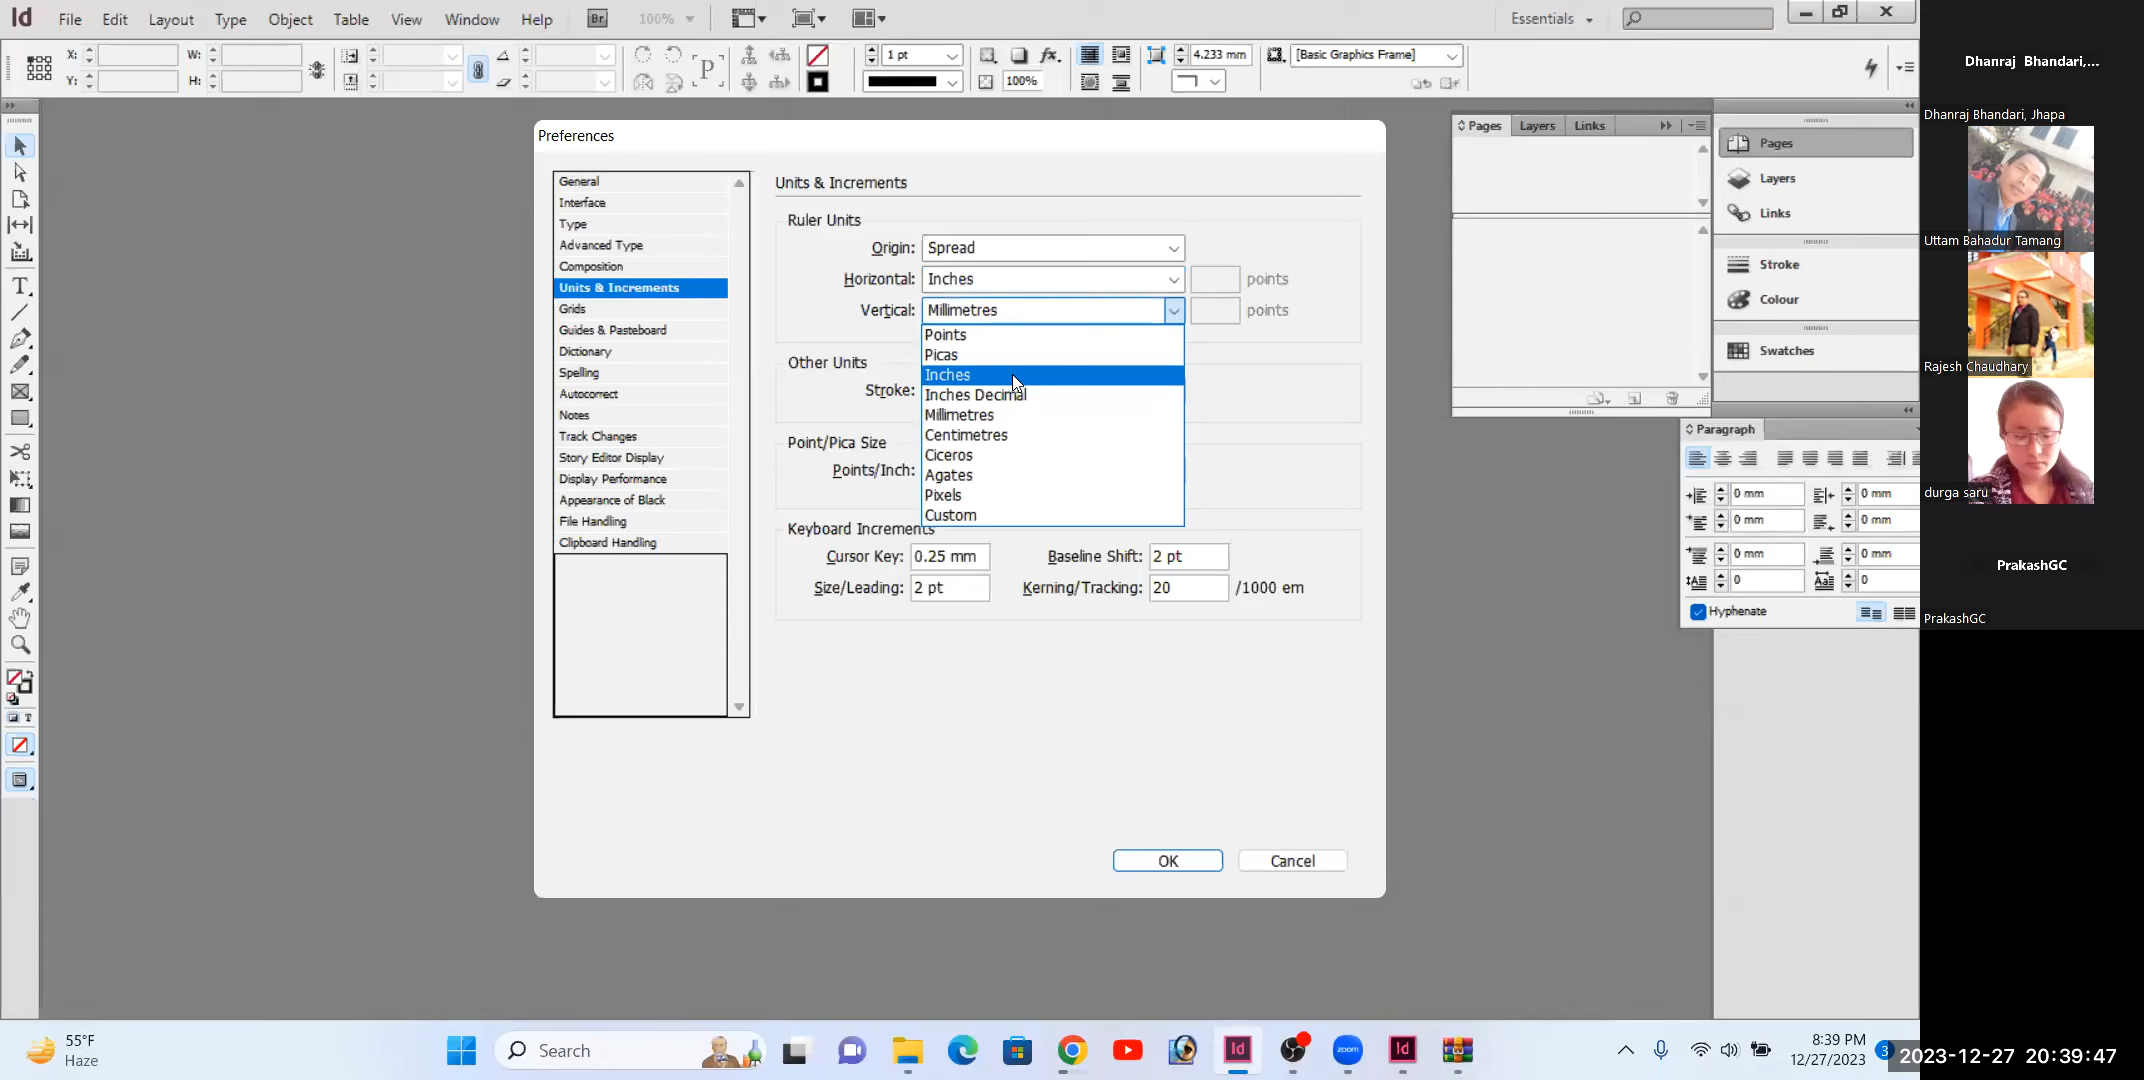 Id File Edit Layout Type Object Table View Window Help Br 100% Essentials
X: W: 1 pt fx. 4.233 mm [Basic Graphics Frame]
Y: H: P 100%
Preferences
General
Interface
Type
Advanced Type
Composition
Units & Increments
Grids
Guides & Pasteboard
Dictionary
Spelling
Autocorrect
Notes
Track Changes
Story Editor Display
Display Performance
Appearance of Black
File Handling
Clipboard Handling
Units & Increments
Ruler Units
Origin: Spread
Horizontal: Inches points
Vertical: Millimetres points
Points
Picas
Inches
Inches Decimal
Millimetres
Centimetres
Ciceros
Agates
Pixels
Custom
Other Units
Stroke:
Point/Pica Size
Points/Inch:
Keyboard Increments
Cursor Key: 0.25 mm Baseline Shift: 2 pt
Size/Leading: 2 pt Kerning/Tracking: 20 /1000 em
OK Cancel
Pages Layers Links
Pages
Layers
Links
Stroke
Colour
Swatches
Paragraph
0 mm 0 mm
0 mm 0 mm
0 mm 0 mm
0 0
Hyphenate
Dhanraj Bhandari,...
Dhanraj Bhandari, Jhapa
Uttam Bahadur Tamang
Rajesh Chaudhary
durga saru
PrakashGC
PrakashGC
55°F
Haze
Search
zoom
Id
Id
8:39 PM
12/27/2023
3
2023-12-27 20:39:47